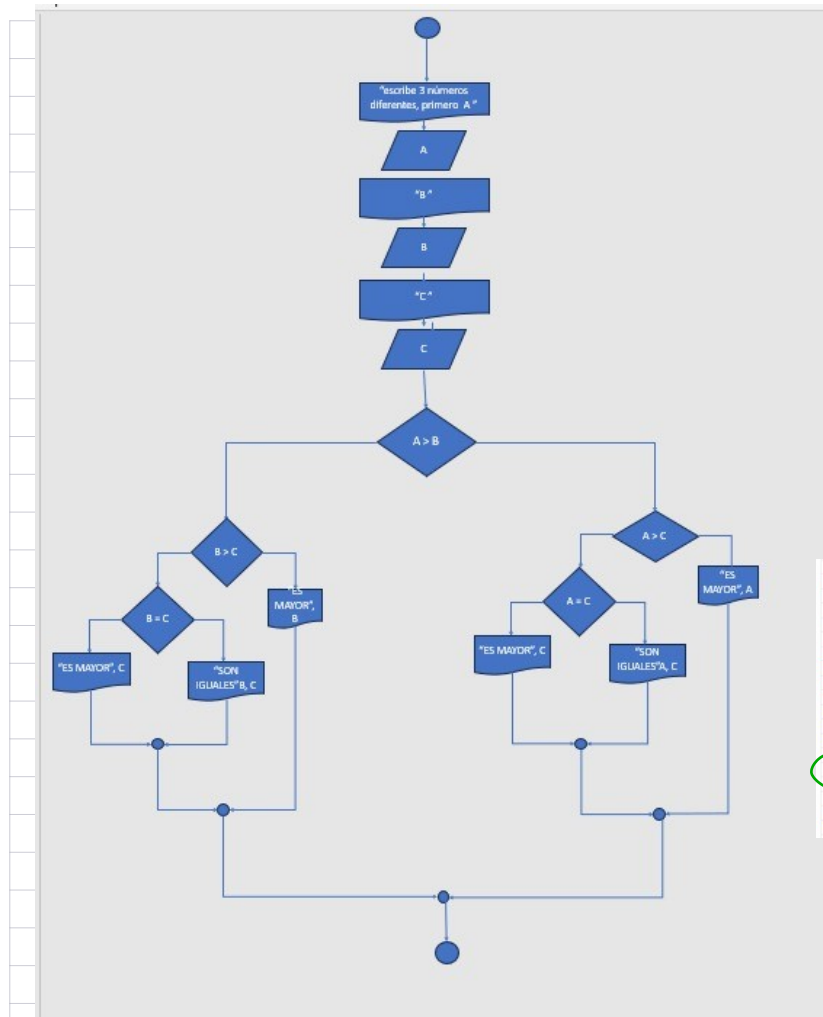 "escribe 3 números
diferentes, primero A "
A
"B "
B
"C "
C
A > B
B > C
"ES
MAYOR",
B
B = C
"ES MAYOR", C
"SON
IGUALES"B, C
A > C
"ES
MAYOR", A
A = C
"ES MAYOR", C
"SON
IGUALES"A, C